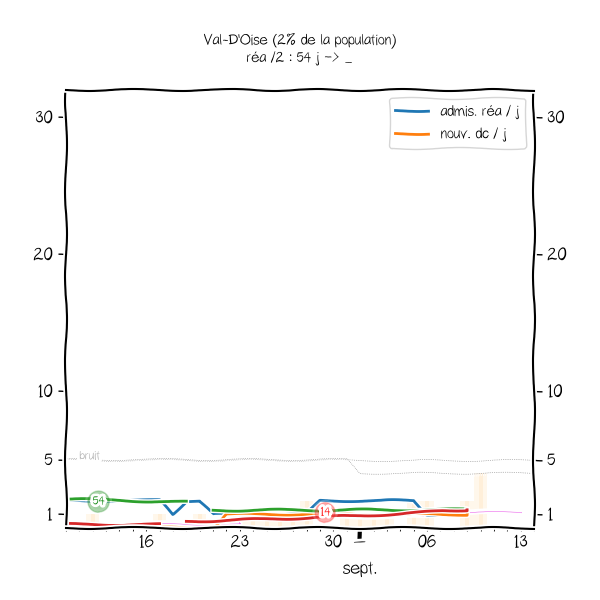 Val-D'Oise (2% de la population)
réa /2 : 54 j -> _
admis. réa / j
nouv. dc / j
30 30
20 20
10 10
5 bruit 5
54
14
1 1
16 23 30 06 13
sept.